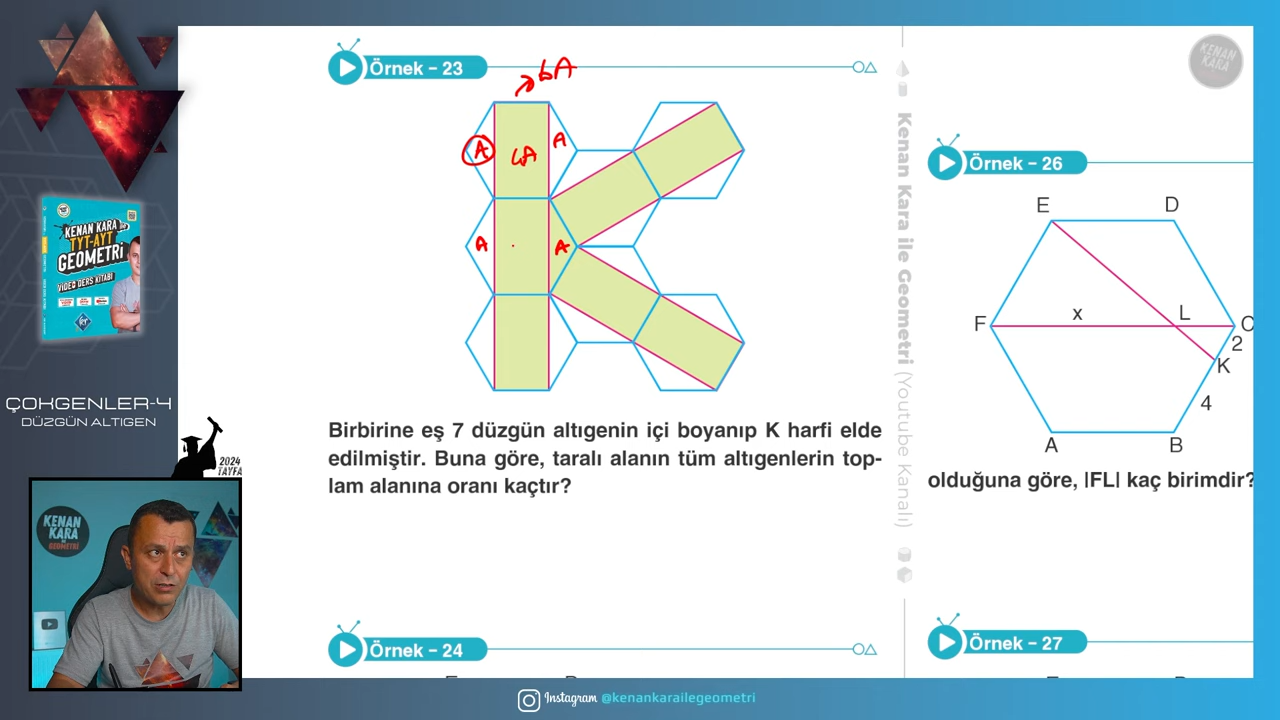 KENAN KARA
TYT-AYT
GEOMETRİ
VİDEO DERS KİTABI
ÇOKGENLER-4
DÜZGÜN ALTIGEN
2024
TAYFA
KENAN
KARA
GEOMETRİ
Örnek – 23
6A
A
4A
A
A
A
Birbirine eş 7 düzgün altıgenin içi boyanıp K harfi elde
edilmiştir. Buna göre, taralı alanın tüm altıgenlerin top-
lam alanına oranı kaçtır?
Örnek – 24
Kenan Kara ile Geometri (Youtube Kanalı)
KENAN
KARA
Örnek – 26
E
D
F
x
L
C
2
K
4
A
B
olduğuna göre, |FL| kaç birimdir?
Örnek – 27
Instagram @kenankarailegeometri